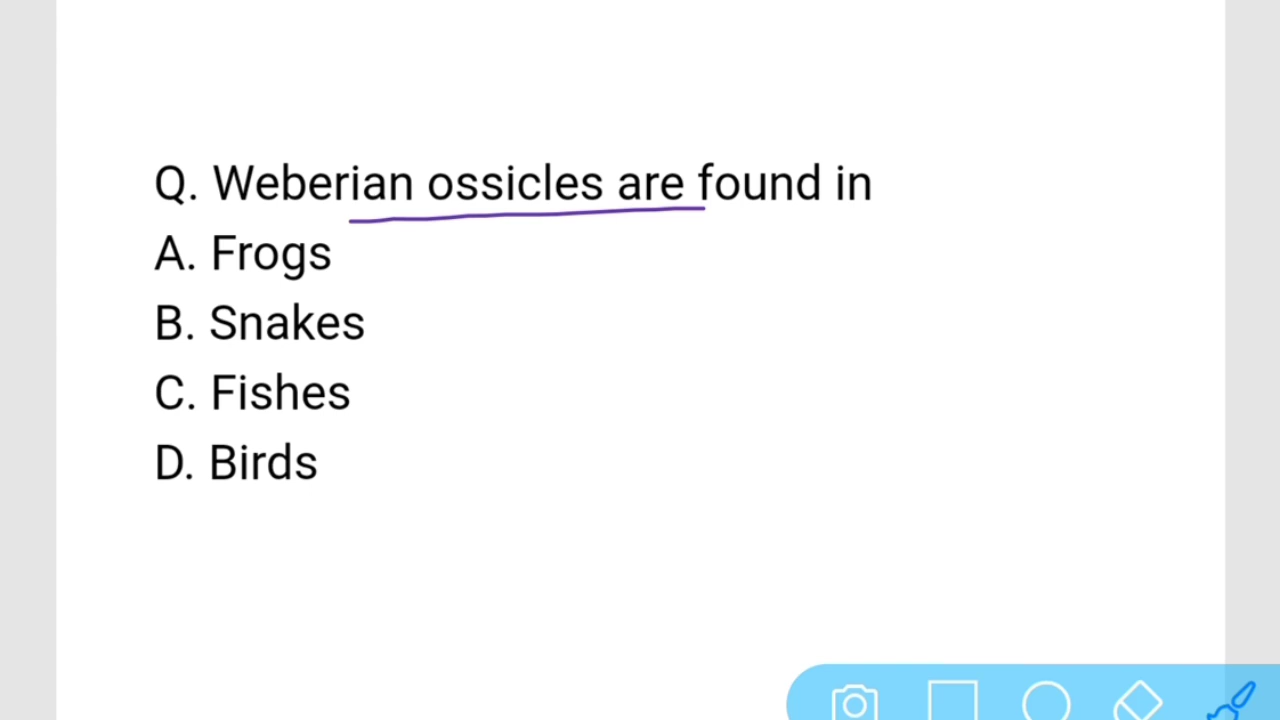 Q. Weberian ossicles are found in
A. Frogs
B. Snakes
C. Fishes
D. Birds